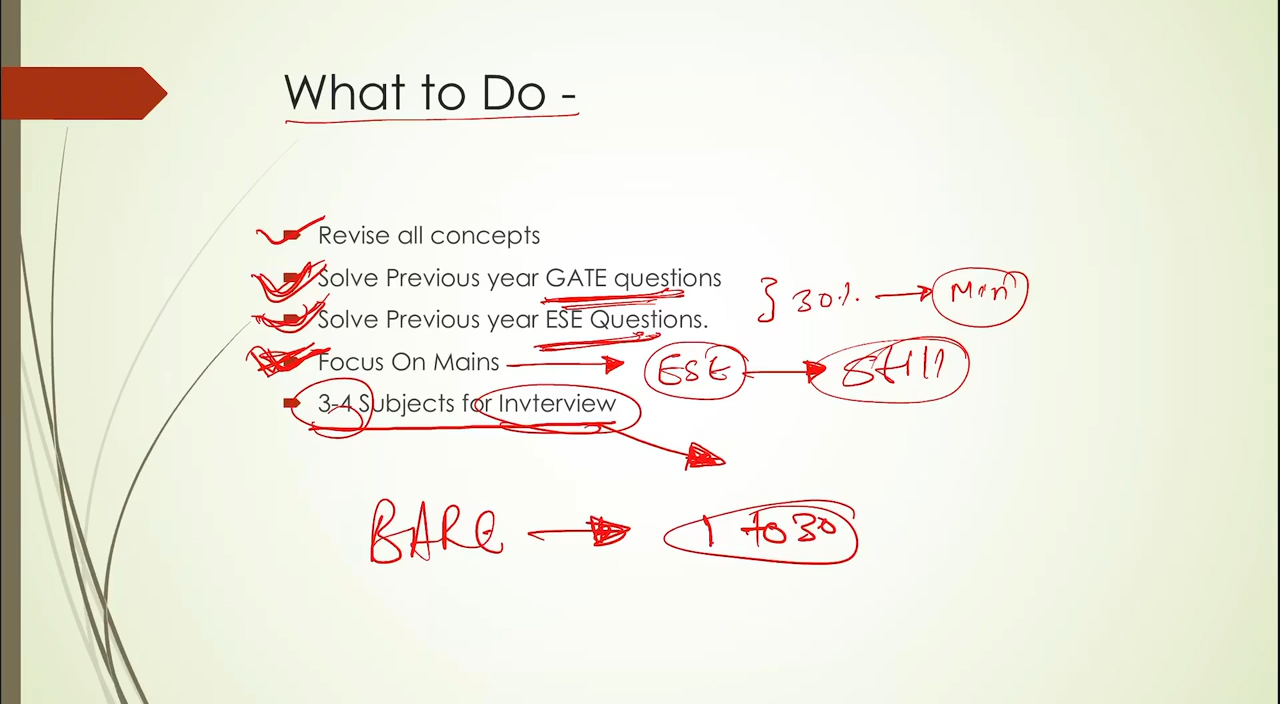 What to Do -
Revise all concepts
Solve Previous year GATE questions
Solve Previous year ESE Questions.
} 30% → 
Focus On Mains → ESE → Still
3-4 Subjects for Invterview
BARC → 1 to 30